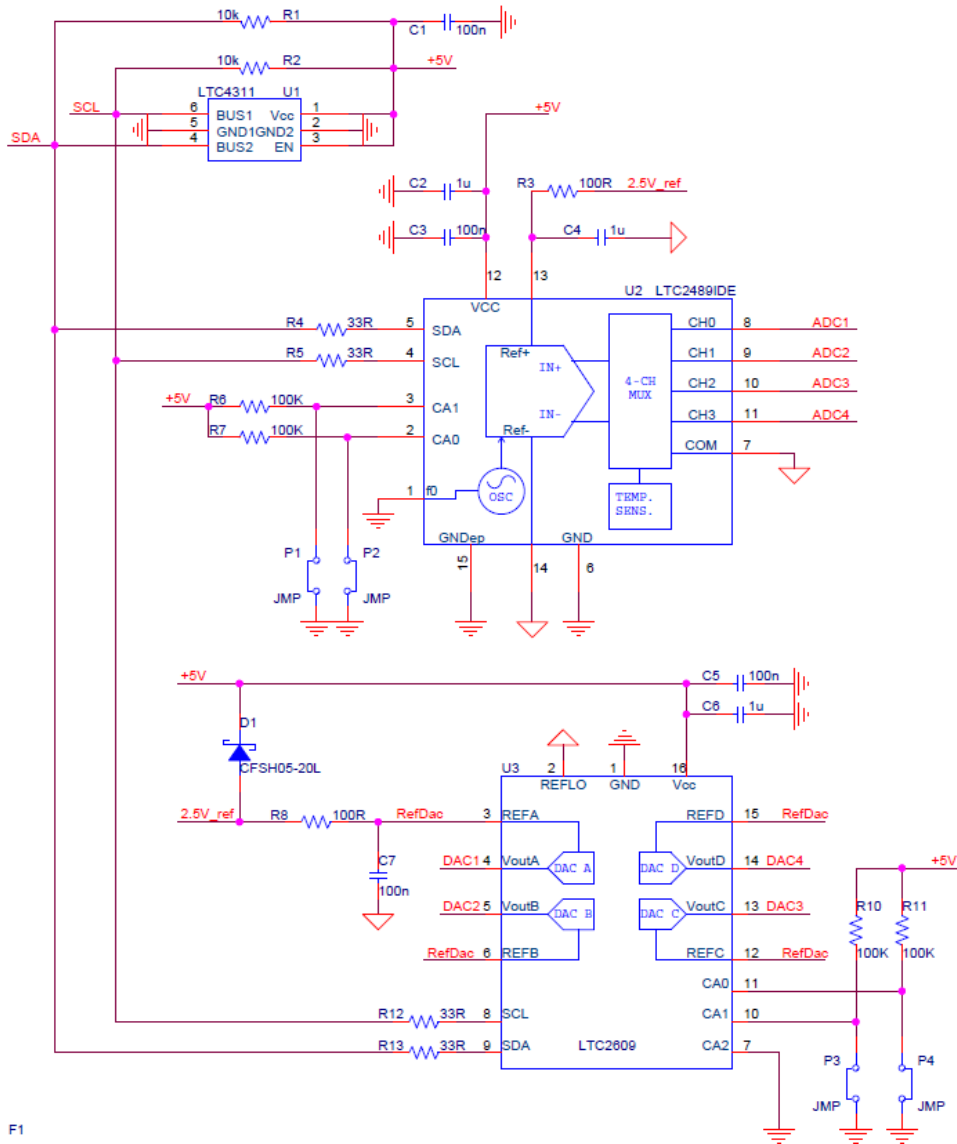 10k R1
C1 100n
10k R2
+5V
LTC4311 U1
SCL
6 BUS1 Vcc 1
5 GND1GND2 2
SDA
4 BUS2 EN 3
+5V
C2 1u
R3 100R 2.5V_ref
C3 100n
C4 1u
12 13
U2 LTC2489IDE
VCC
R4 33R 5 SDA
CH0 8 ADC1
R5 33R 4 SCL
Ref+
IN+
CH1 9 ADC2
4-CH
MUX
CH2 10 ADC3
+5V
R6 100K 3 CA1
IN-
CH3 11 ADC4
R7 100K 2 CA0
Ref-
COM 7
1 f0
OSC
TEMP.
SENS.
GNDep GND
15 14 6
P1 P2
JMP JMP
+5V
C5 100n
C6 1u
D1
CFSH05-20L
U3 2 1 16
REFLO GND Vcc
2.5V_ref R8 100R RefDac 3 REFA
REFD 15 RefDac
C7
100n
DAC1 4 VoutA DAC A
DAC D VoutD 14 DAC4
+5V
DAC2 5 VoutB DAC B
DAC C VoutC 13 DAC3
R10 R11
100K 100K
RefDac 6 REFB
REFC 12 RefDac
CA0 11
R12 33R 8 SCL
CA1 10
R13 33R 9 SDA
LTC2609
CA2 7
P3 P4
JMP JMP
F1